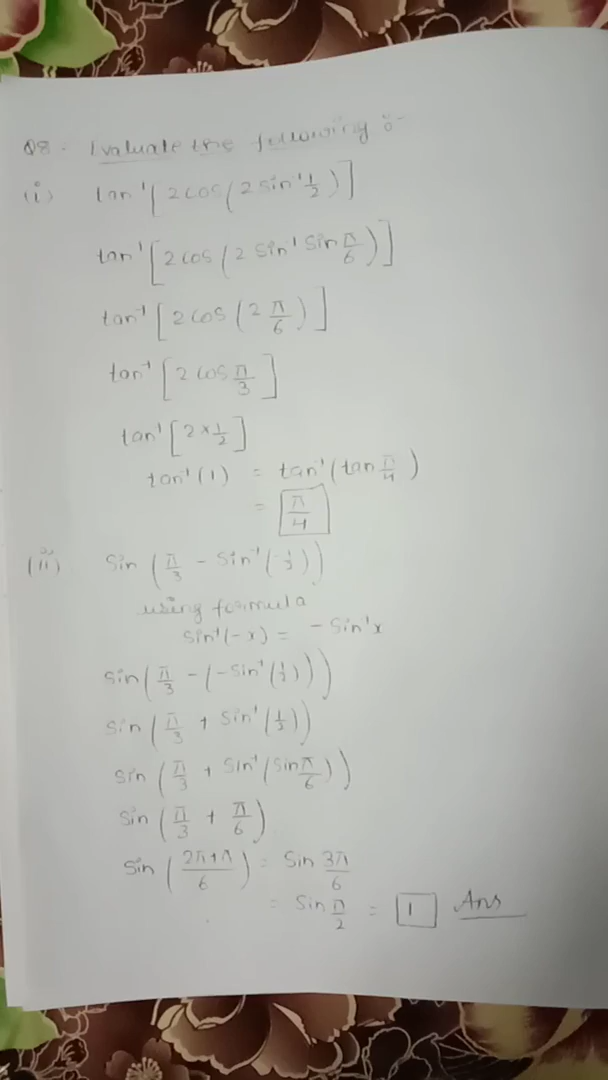 Q8. Evaluate the following :-
(i) tan⁻¹[2cos(2 sin⁻¹ 1/2)]
tan⁻¹[2cos(2 sin⁻¹ sin π/6)]
tan⁻¹[2cos(2 π/6)]
tan⁻¹[2cos π/3]
tan⁻¹[2×1/2]
tan⁻¹(1) = tan⁻¹(tan π/4)
= π/4
(ii) sin(π/3 - sin⁻¹(-1/2))
using formula
sin⁻¹(-x) = -sin⁻¹x
sin(π/3 - (-sin⁻¹(1/2)))
sin(π/3 + sin⁻¹(1/2))
sin(π/3 + sin⁻¹(sin π/6))
sin(π/3 + π/6)
sin(2π+π/6) = sin 3π/6
= sin π/2 = 1 Ans